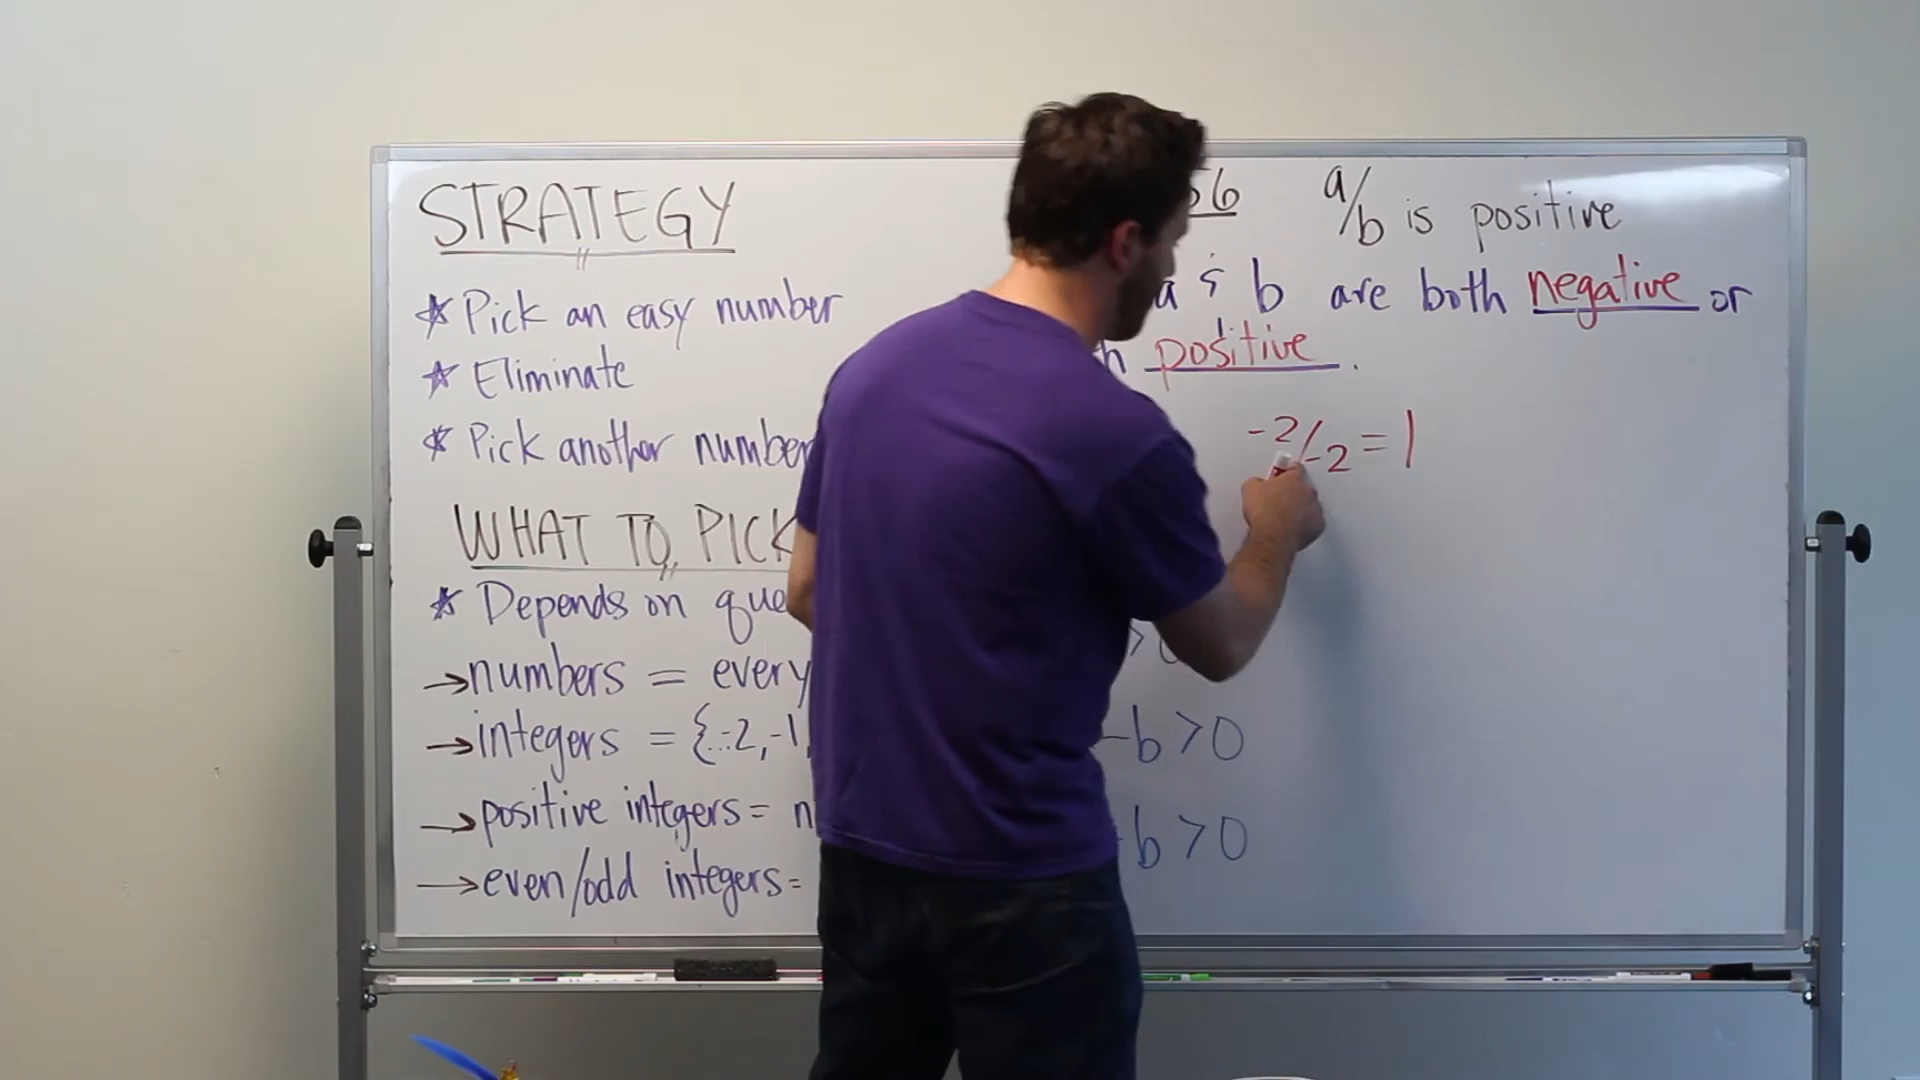 STRATEGY
* Pick an easy number
* Eliminate
* Pick another number
WHAT TO PICK
* Depends on
→ numbers = every
→ integers = {...-2, -1,
→ positive integers =
→ even/odd integers =
56
a/b is positive
a & b are both negative or
positive.
-2/-2 = 1
>0
-b >0
b >0